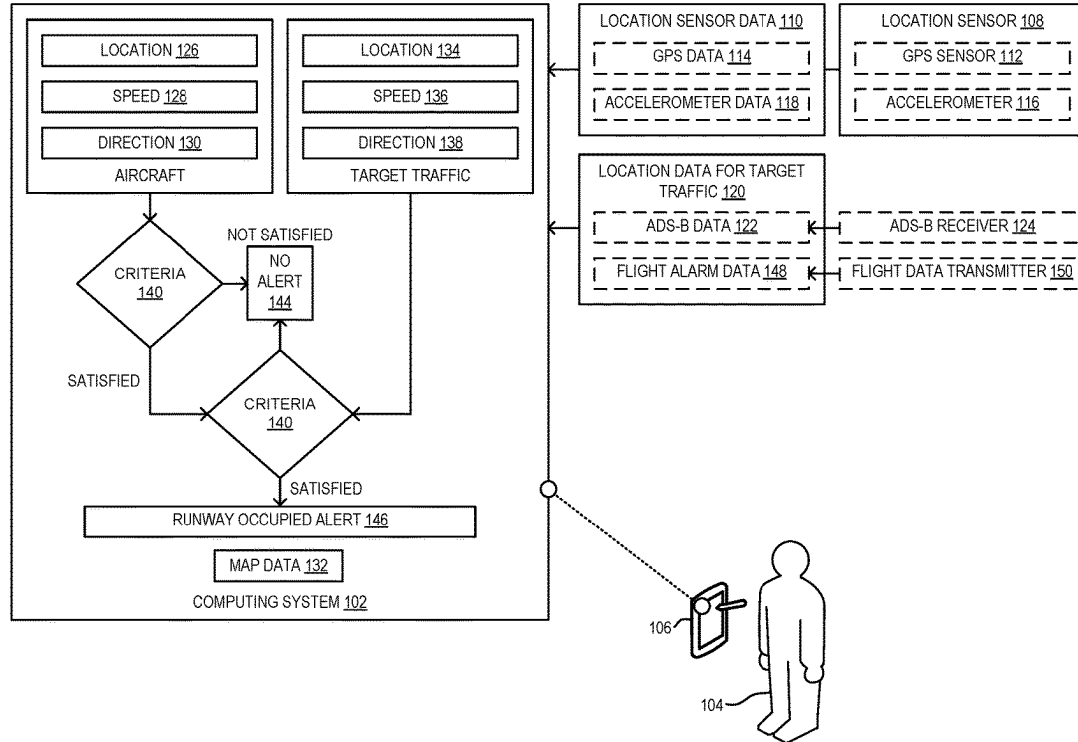 LOCATION 126
SPEED 128
DIRECTION 130
AIRCRAFT
LOCATION 134
SPEED 136
DIRECTION 138
TARGET TRAFFIC
LOCATION SENSOR DATA 110
GPS DATA 114
ACCELEROMETER DATA 118
LOCATION SENSOR 108
GPS SENSOR 112
ACCELEROMETER 116
LOCATION DATA FOR TARGET
TRAFFIC 120
ADS-B DATA 122
FLIGHT ALARM DATA 148
ADS-B RECEIVER 124
FLIGHT DATA TRANSMITTER 150
CRITERIA
140
NOT SATISFIED
NO
ALERT
144
SATISFIED
CRITERIA
140
SATISFIED
RUNWAY OCCUPIED ALERT 146
MAP DATA 132
COMPUTING SYSTEM 102
106
104